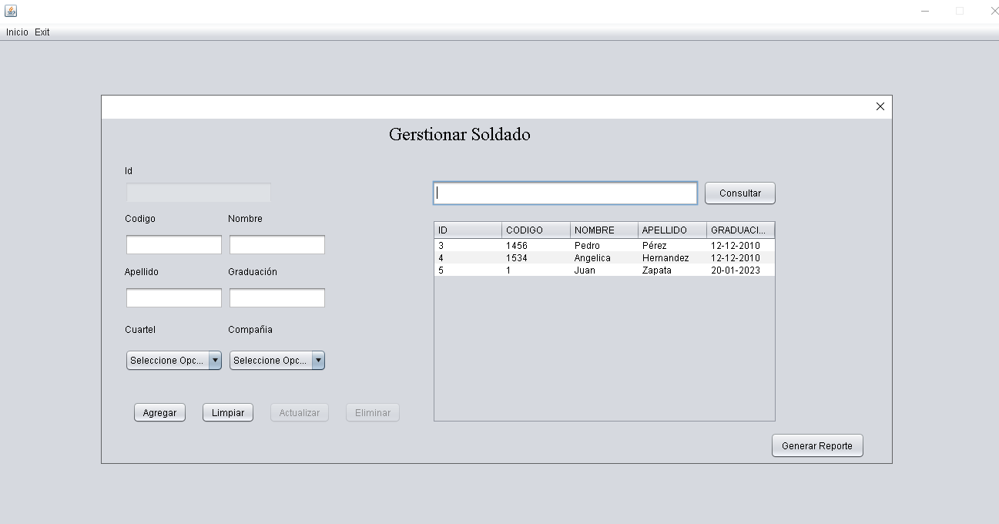 Inicio Exit
Gerstionar Soldado
Id
Consultar
Codigo Nombre
Apellido Graduación
Cuartel Compañia
Seleccione Opc... Seleccione Opc...
Agregar Limpiar Actualizar Eliminar
ID CODIGO NOMBRE APELLIDO GRADUACI...
3 1456 Pedro Pérez 12-12-2010
4 1534 Angelica Hernandez 12-12-2010
5 1 Juan Zapata 20-01-2023
Generar Reporte